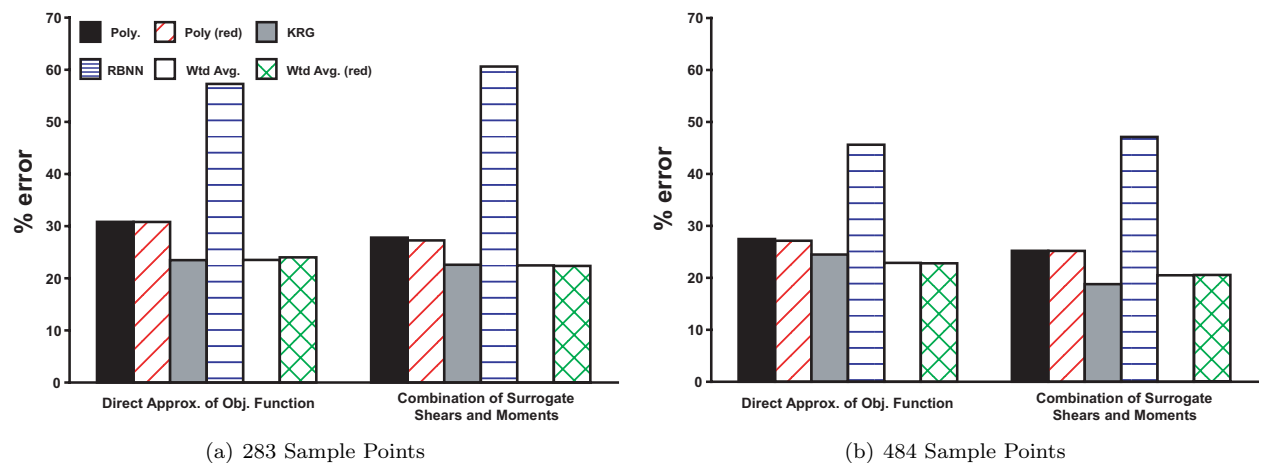 70
60
50
40
30
20
10
0
% error
Poly. Poly (red) KRG
RBNN Wtd Avg. Wtd Avg. (red)
Direct Approx. of Obj. Function
Combination of Surrogate
Shears and Moments
(a) 283 Sample Points
70
60
50
40
30
20
10
0
% error
Direct Approx. of Obj. Function
Combination of Surrogate
Shears and Moments
(b) 484 Sample Points